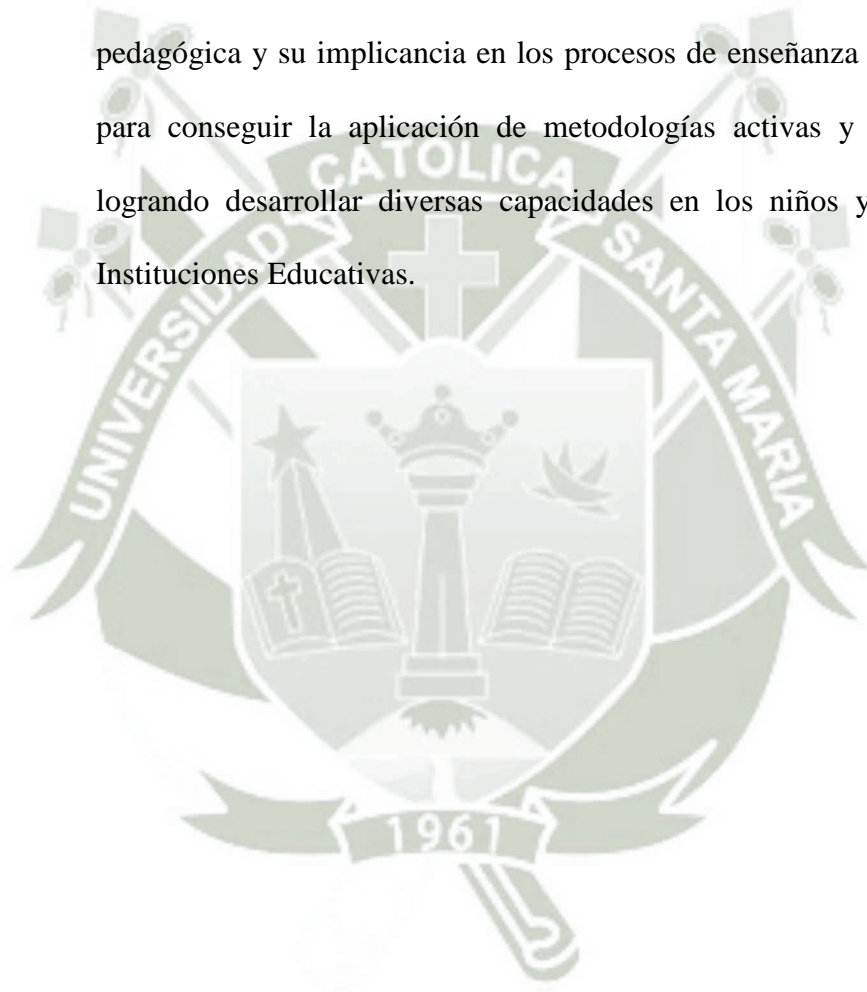 pedagógica y su implicancia en los procesos de enseñanza
para conseguir la aplicación de metodologías activas y
logrando desarrollar diversas capacidades en los niños y
Instituciones Educativas.
UNIVERSIDAD CATOLICA SANTA MARIA
1961